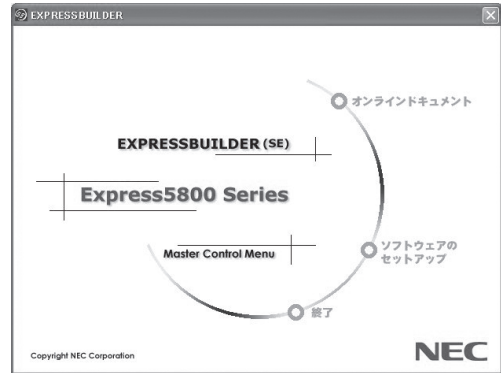 EXPRESSBUILDER
オンラインドキュメント
EXPRESSBUILDER (SE)
Express5800 Series
ソフトウェアの
セットアップ
Master Control Menu
終了
Copyright NEC Corporation
NEC